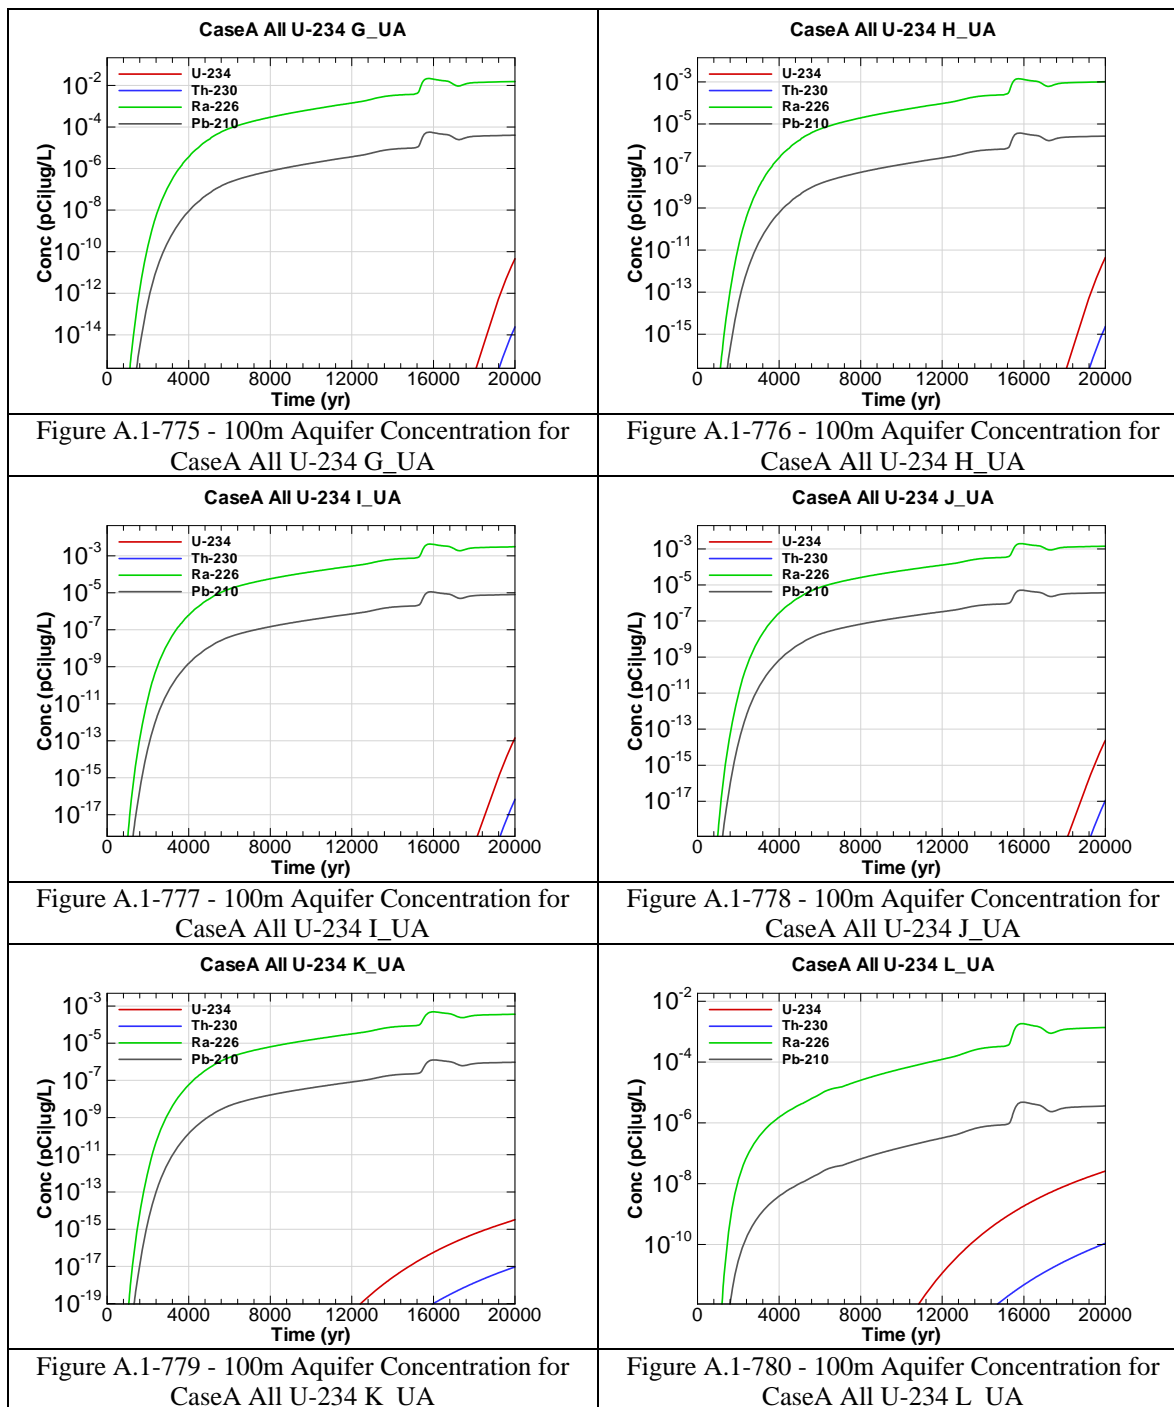 CaseA All U-234 G_UA
U-234
Th-230
Ra-226
Pb-210
Conc (pCi|ug/L)
10-2
10-4
10-6
10-8
10-10
10-12
10-14
0 4000 8000 12000 16000 20000
Time (yr)
Figure A.1-775 - 100m Aquifer Concentration for
CaseA All U-234 G_UA
CaseA All U-234 H_UA
U-234
Th-230
Ra-226
Pb-210
Conc (pCi|ug/L)
10-3
10-5
10-7
10-9
10-11
10-13
10-15
0 4000 8000 12000 16000 20000
Time (yr)
Figure A.1-776 - 100m Aquifer Concentration for
CaseA All U-234 H_UA
CaseA All U-234 I_UA
U-234
Th-230
Ra-226
Pb-210
Conc (pCi|ug/L)
10-3
10-5
10-7
10-9
10-11
10-13
10-15
10-17
0 4000 8000 12000 16000 20000
Time (yr)
Figure A.1-777 - 100m Aquifer Concentration for
CaseA All U-234 I_UA
CaseA All U-234 J_UA
U-234
Th-230
Ra-226
Pb-210
Conc (pCi|ug/L)
10-3
10-5
10-7
10-9
10-11
10-13
10-15
10-17
0 4000 8000 12000 16000 20000
Time (yr)
Figure A.1-778 - 100m Aquifer Concentration for
CaseA All U-234 J_UA
CaseA All U-234 K_UA
U-234
Th-230
Ra-226
Pb-210
Conc (pCi|ug/L)
10-3
10-5
10-7
10-9
10-11
10-13
10-15
10-17
10-19
0 4000 8000 12000 16000 20000
Time (yr)
Figure A.1-779 - 100m Aquifer Concentration for
CaseA All U-234 K_UA
CaseA All U-234 L_UA
U-234
Th-230
Ra-226
Pb-210
Conc (pCi|ug/L)
10-2
10-4
10-6
10-8
10-10
0 4000 8000 12000 16000 20000
Time (yr)
Figure A.1-780 - 100m Aquifer Concentration for
CaseA All U-234 L_UA